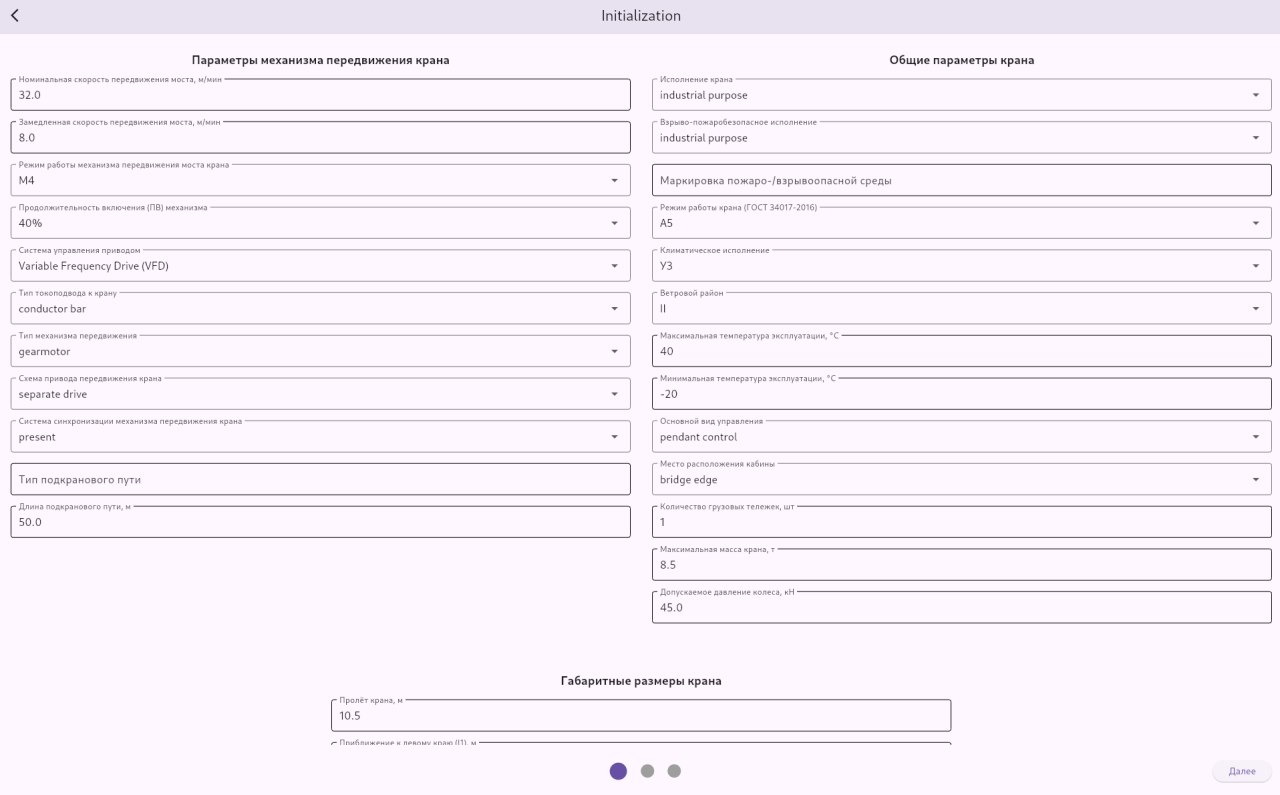 Initialization
Параметры механизма передвижения крана
Номинальная скорость передвижения моста, м/мин
32.0
Замедленная скорость передвижения моста, м/мин
8.0
Режим работы механизма передвижения моста крана
M4
Продолжительность включения (ПВ) механизма
40%
Система управления приводом
Variable Frequency Drive (VFD)
Тип токоподвода к крану
conductor bar
Тип механизма передвижения
gearmotor
Схема привода передвижения крана
separate drive
Система синхронизации механизма передвижения крана
present
Тип подкранового пути
Длина подкранового пути, м
50.0
Общие параметры крана
Исполнение крана
industrial purpose
Взрыво-пожаробезопасное исполнение
industrial purpose
Маркировка пожаро-/взрывоопасной среды
Режим работы крана (ГОСТ 34017-2016)
A5
Климатическое исполнение
У3
Ветровой район
II
Максимальная температура эксплуатации, °C
40
Минимальная температура эксплуатации, °C
-20
Основной вид управления
pendant control
Место расположения кабины
bridge edge
Количество грузовых тележек, шт
1
Максимальная масса крана, т
8.5
Допускаемое давление колеса, кН
45.0
Габаритные размеры крана
Пролёт крана, м
10.5
Приближение к левому краю (l1), м
Далее